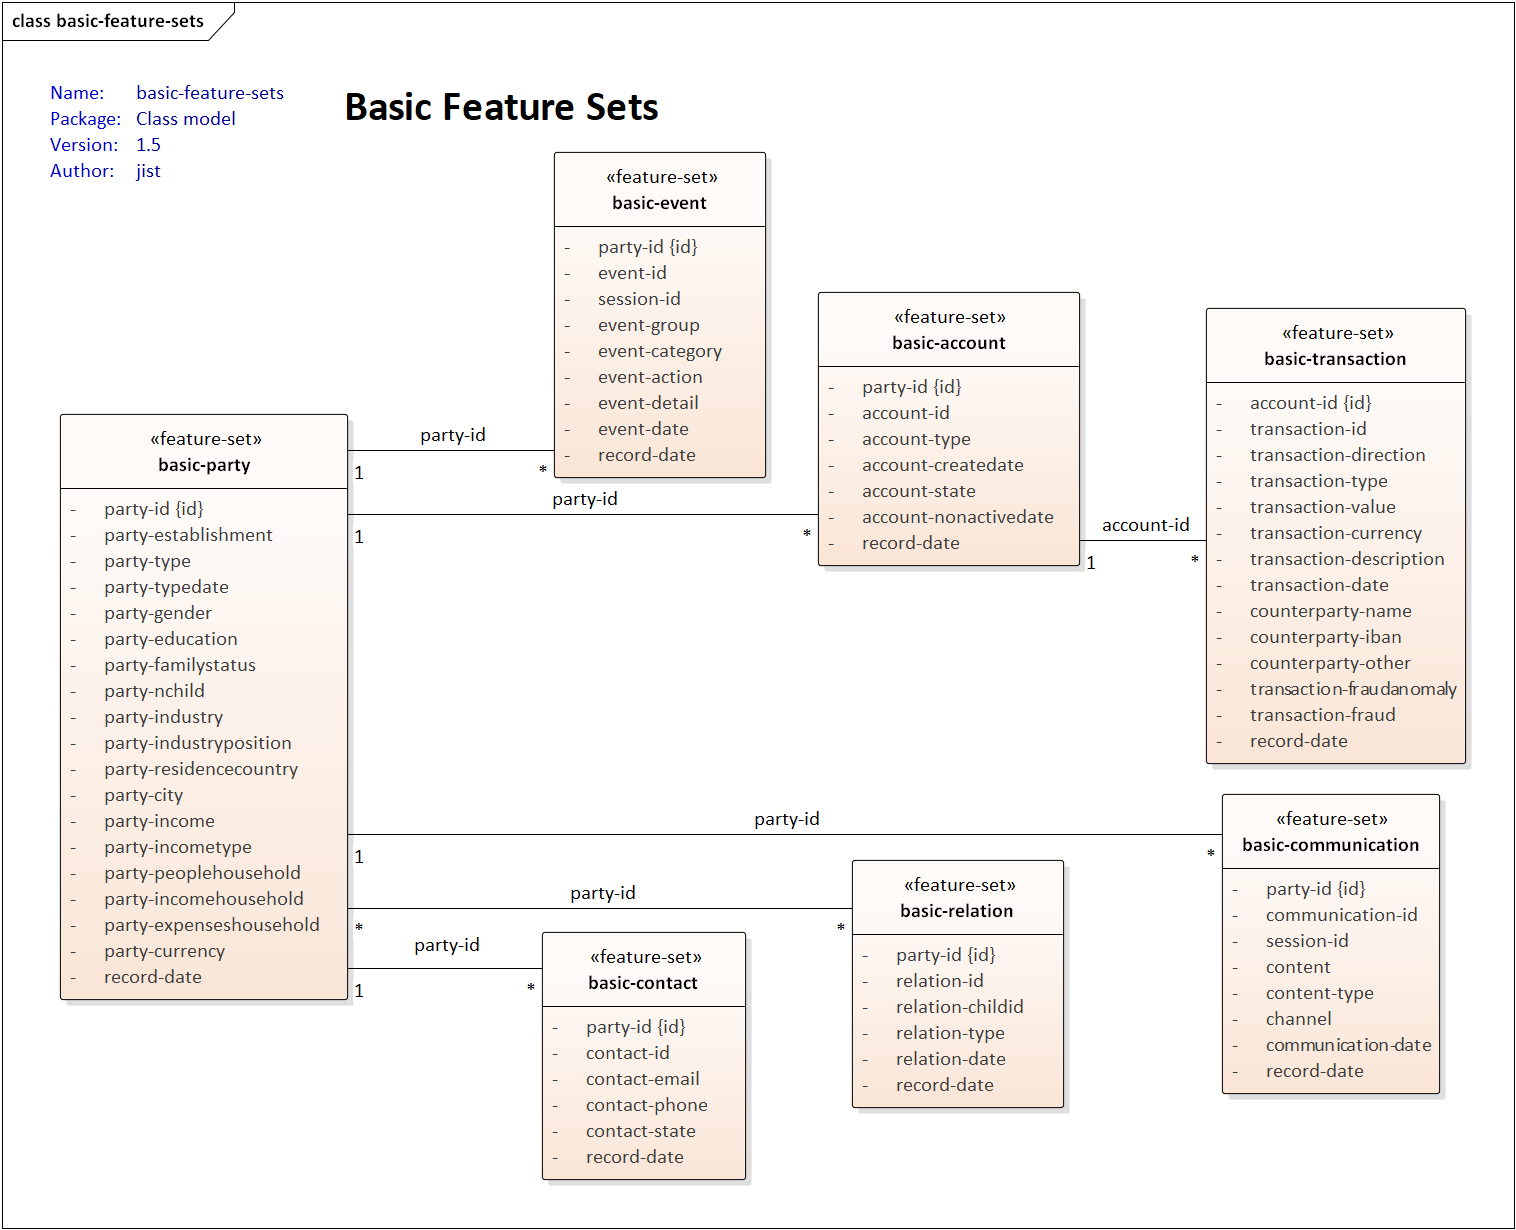 class basic-feature-sets
Name: basic-feature-sets
Package: Class model
Version: 1.5
Author: jist
Basic Feature Sets
«feature-set»
basic-event
- party-id {id}
- event-id
- session-id
- event-group
- event-category
- event-action
- event-detail
- event-date
- record-date
«feature-set»
basic-account
- party-id {id}
- account-id
- account-type
- account-createdate
- account-state
- account-nonactivedate
- record-date
«feature-set»
basic-transaction
- account-id {id}
- transaction-id
- transaction-direction
- transaction-type
- transaction-value
- transaction-currency
- transaction-description
- transaction-date
- counterparty-name
- counterparty-iban
- counterparty-other
- transaction-fraudanomaly
- transaction-fraud
- record-date
«feature-set»
basic-party
- party-id {id}
- party-establishment
- party-type
- party-typedate
- party-gender
- party-education
- party-familystatus
- party-nchild
- party-industry
- party-industryposition
- party-residencecountry
- party-city
- party-income
- party-incometype
- party-peoplehousehold
- party-incomehousehold
- party-expenseshousehold
- party-currency
- record-date
party-id
1 *
party-id
1 *
account-id
1 *
party-id
1 *
party-id
* *
party-id
1 *
«feature-set»
basic-communication
- party-id {id}
- communication-id
- session-id
- content
- content-type
- channel
- communication-date
- record-date
«feature-set»
basic-relation
- party-id {id}
- relation-id
- relation-childid
- relation-type
- relation-date
- record-date
«feature-set»
basic-contact
- party-id {id}
- contact-id
- contact-email
- contact-phone
- contact-state
- record-date